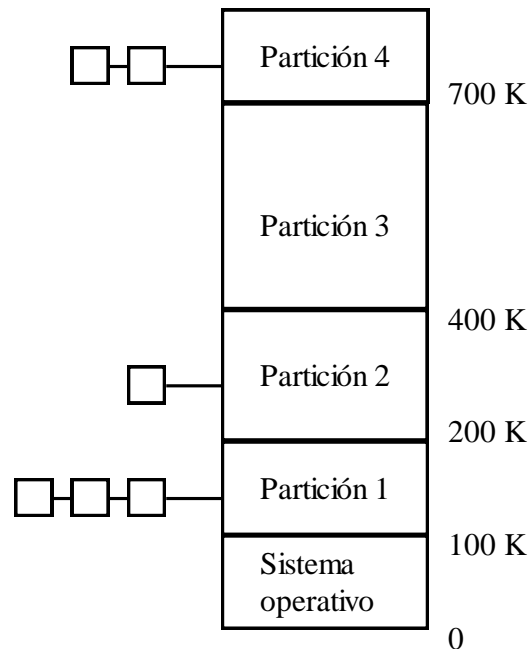 Partición 4
700 K
Partición 3
400 K
Partición 2
200 K
Partición 1
100 K
Sistema
operativo
0